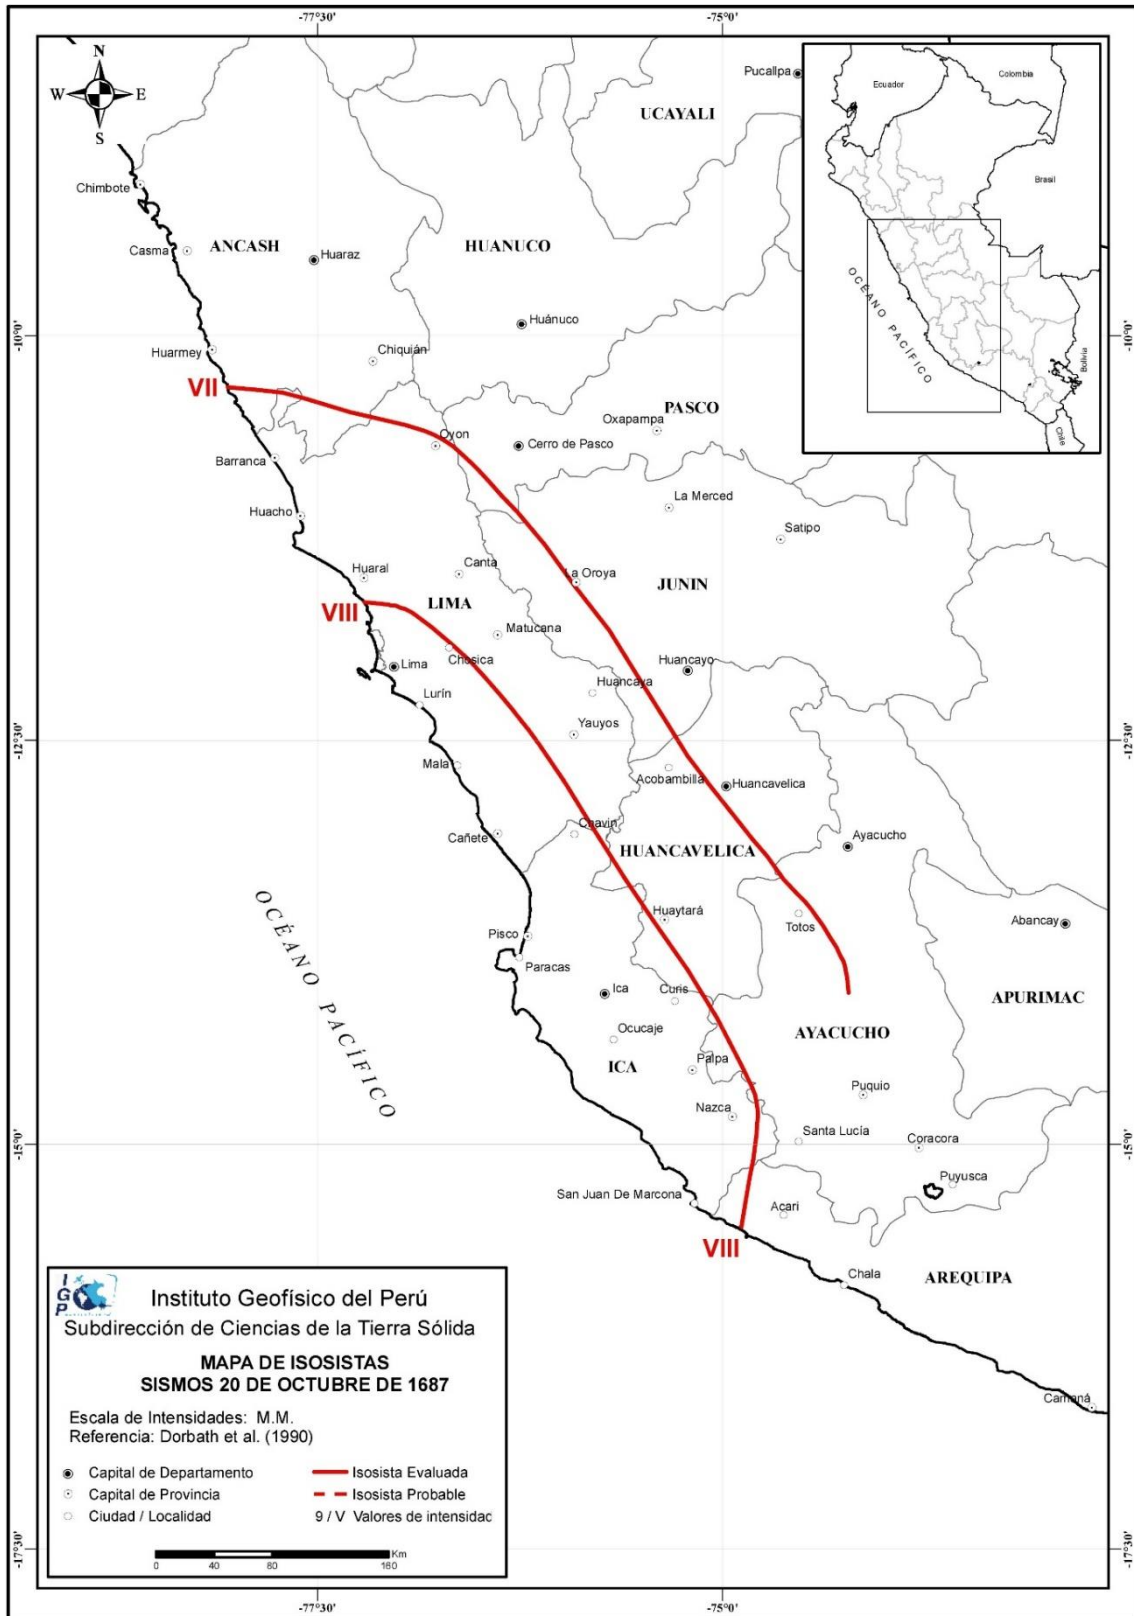 -77°30'
-75°0'
N
W
E
S
Pucallpa
UCAYALI
Ecuador
Colombia
Brasil
Bolivia
Chile
OCÉANO PACÍFICO
Chimbote
Casma
ANCASH
Huaraz
HUANUCO
Huánuco
-10°0'
-10°0'
Huarmey
Chiquián
VII
PASCO
Oxapampa
Oyon
Cerro de Pasco
Barranca
Huacho
La Merced
Satipo
Huaral
Canta
La Oroya
JUNIN
VIII
LIMA
Matucana
Chosica
Lima
Huancayo
Huancaya
Lurín
Yauyos
-12°30'
-12°30'
Mala
Acobambilla
Huancavelica
Chavin
Cañete
HUANCAVELICA
Ayacucho
OCÉANO PACÍFICO
Huaytará
Totos
Abancay
Pisco
Paracas
Ica
Curis
APURIMAC
Ocucaje
AYACUCHO
ICA
Palpa
Puquio
Nazca
Santa Lucía
Coracora
-15°0'
-15°0'
Puyusca
San Juan De Marcona
Acari
VIII
Chala
AREQUIPA
Camaná
IGP
Instituto Geofísico del Perú
Subdirección de Ciencias de la Tierra Sólida
MAPA DE ISOSISTAS
SISMOS 20 DE OCTUBRE DE 1687
Escala de Intensidades: M.M.
Referencia: Dorbath et al. (1990)
Capital de Departamento
Isosista Evaluada
Capital de Provincia
Isosista Probable
Ciudad / Localidad
9 / V Valores de intensidad
Km
0 40 80 160
-17°30'
-17°30'
-77°30'
-75°0'